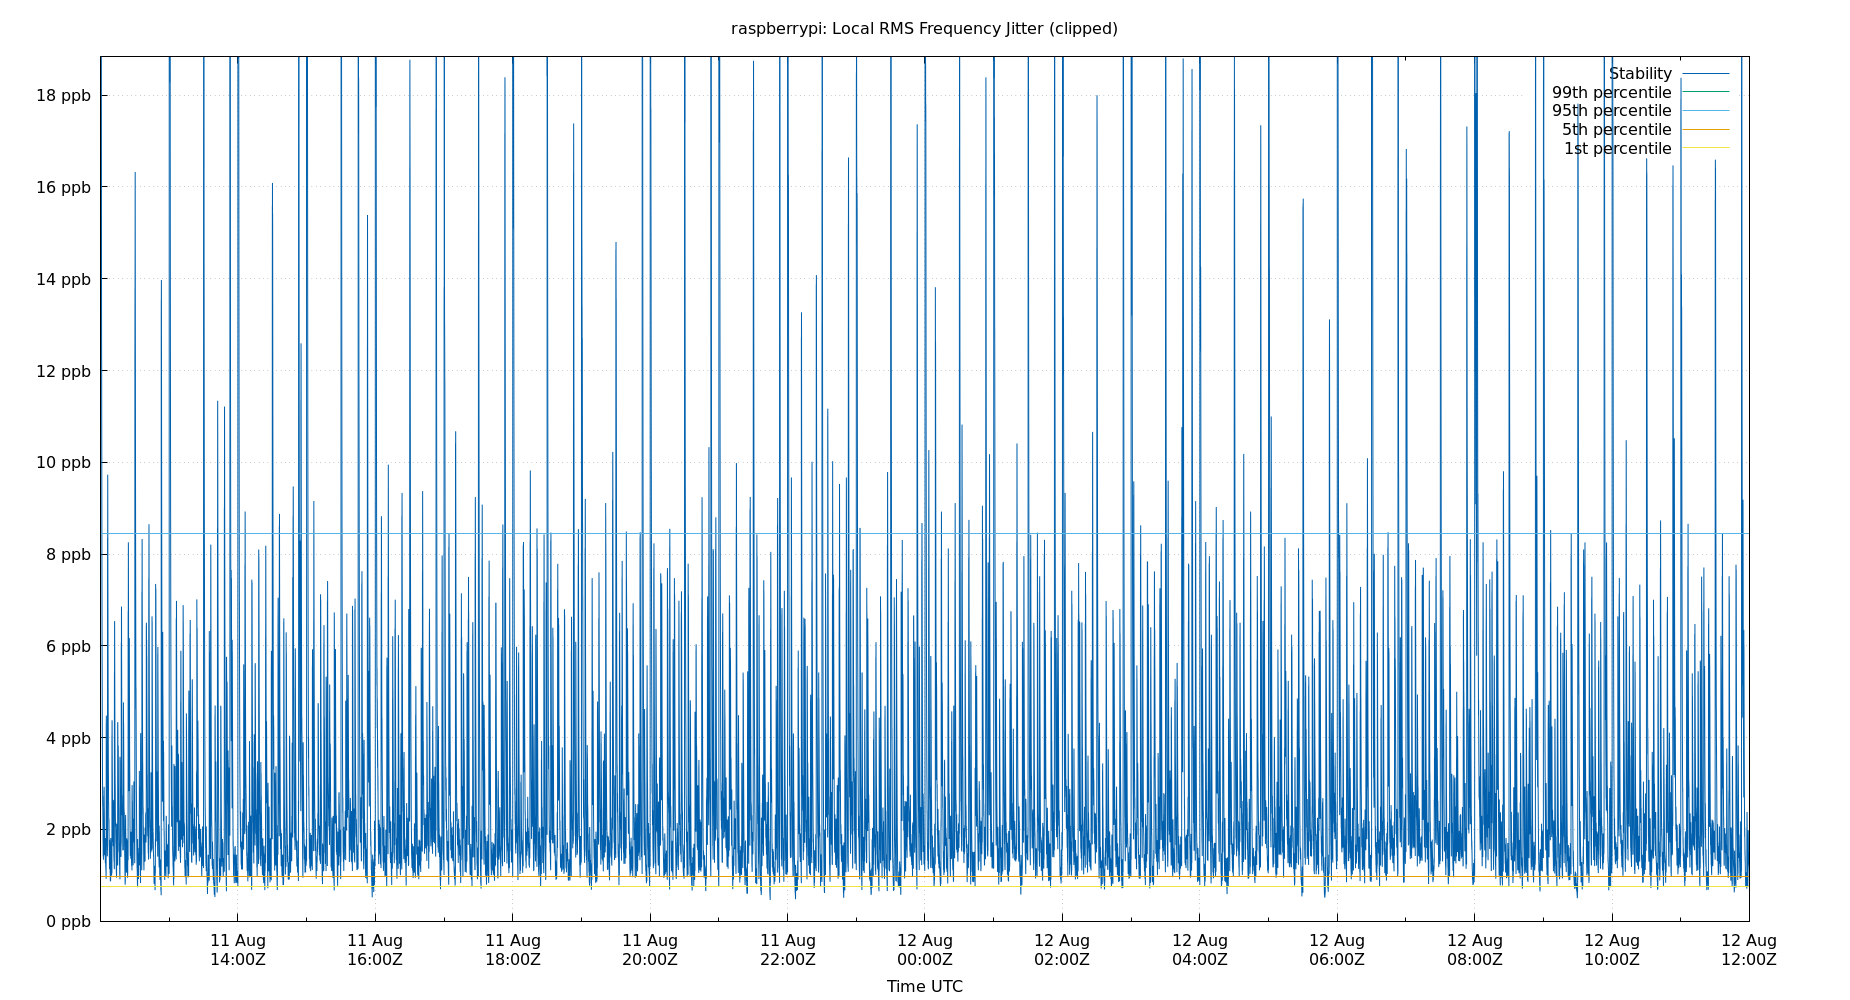 raspberrypi: Local RMS Frequency Jitter (clipped)
Stability
99th percentile
95th percentile
5th percentile
1st percentile
18 ppb
16 ppb
14 ppb
12 ppb
10 ppb
8 ppb
6 ppb
4 ppb
2 ppb
0 ppb
11 Aug 11 Aug 11 Aug 11 Aug 11 Aug 12 Aug 12 Aug 12 Aug 12 Aug 12 Aug 12 Aug 12 Aug
14:00Z 16:00Z 18:00Z 20:00Z 22:00Z 00:00Z 02:00Z 04:00Z 06:00Z 08:00Z 10:00Z 12:00Z
Time UTC